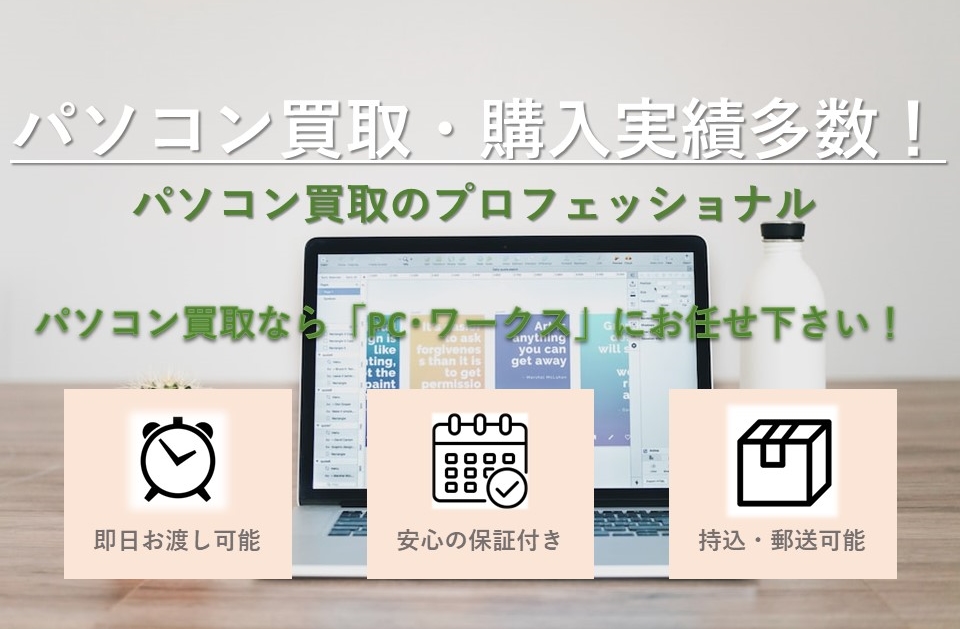 パソコン買取・購入実績多数！
パソコン買取のプロフェッショナル
パソコン買取なら「PC・ワークス」にお任せ下さい！
即日お渡し可能
安心の保証付き
持込・郵送可能